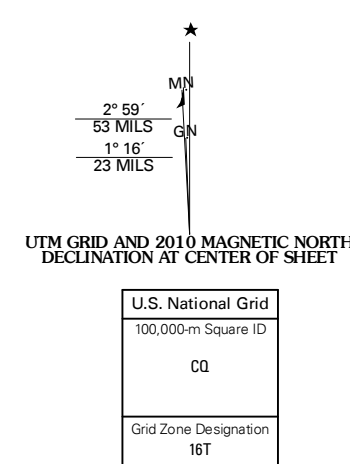 ★
MN
2° 59´
53 MILS
GN
1° 16´
23 MILS
UTM GRID AND 2010 MAGNETIC NORTH
DECLINATION AT CENTER OF SHEET
U.S. National Grid
100,000-m Square ID
CQ
Grid Zone Designation
16T